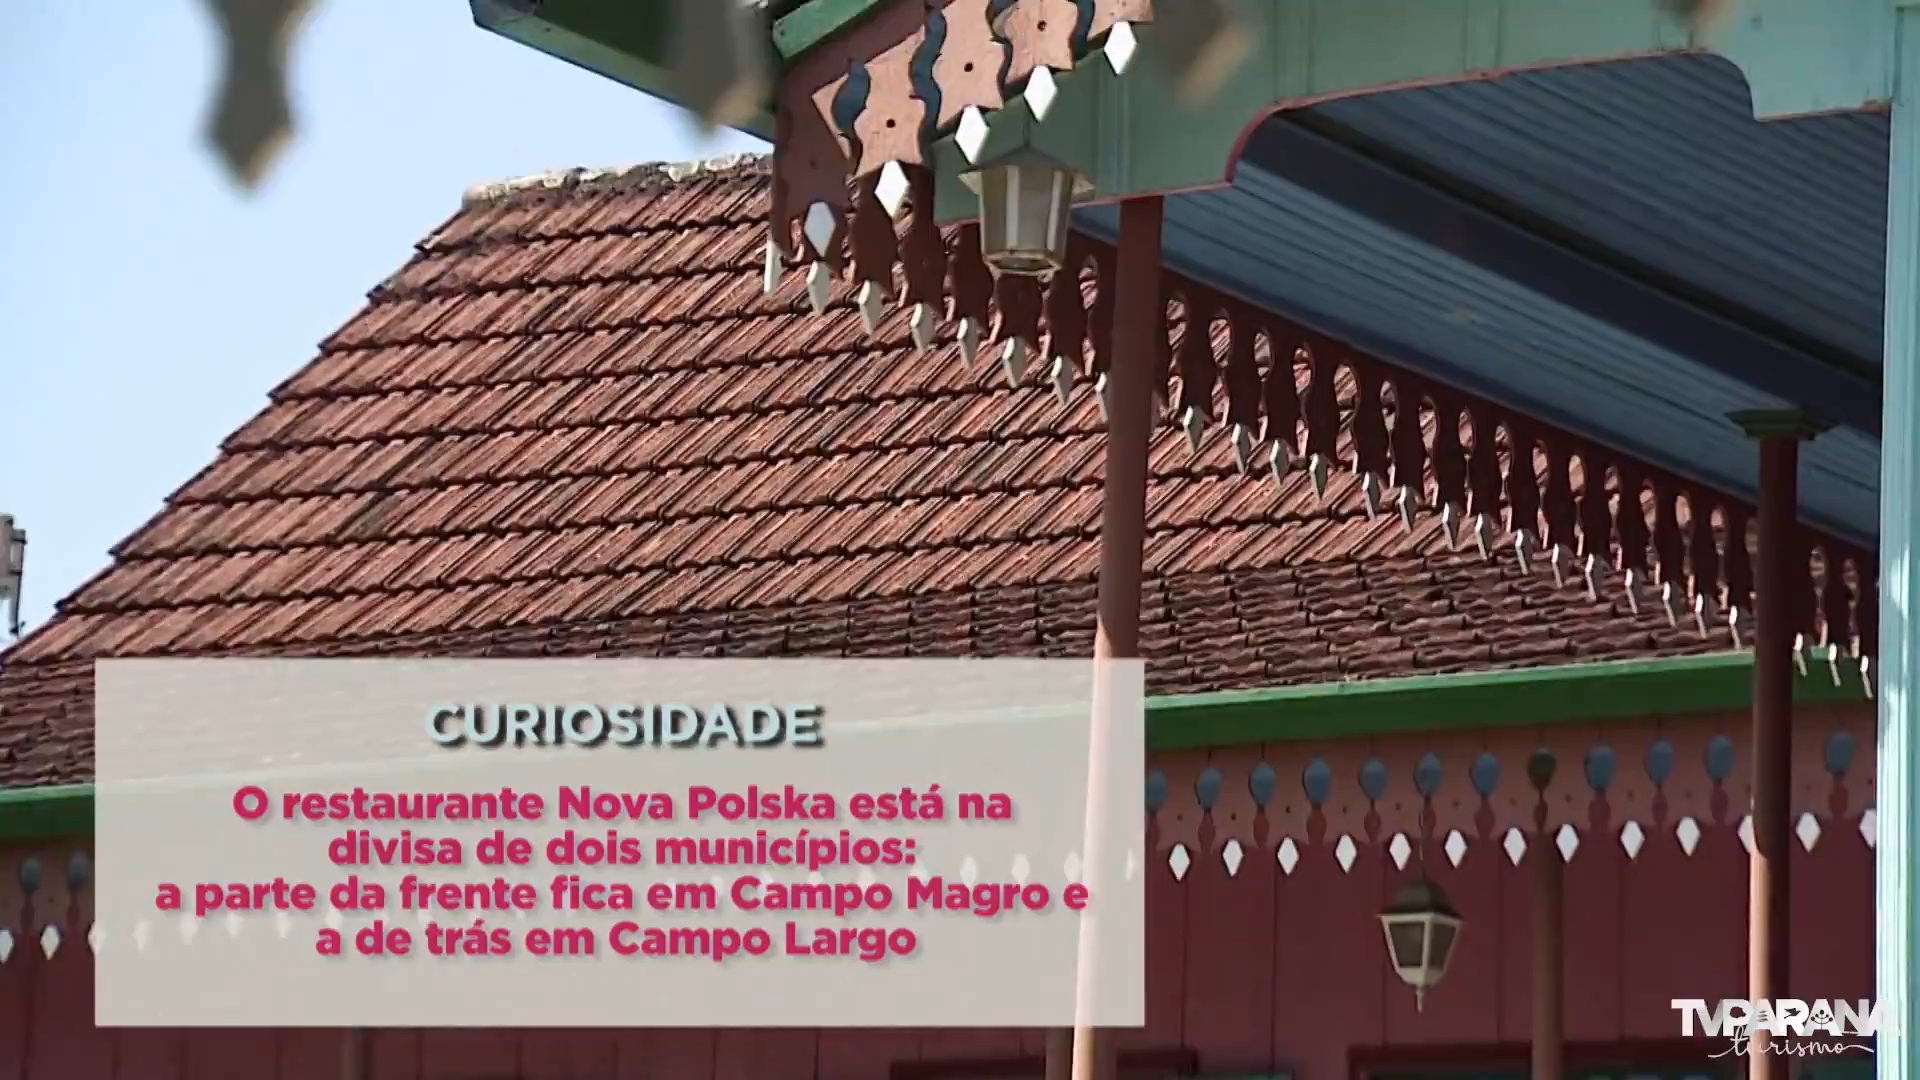 CURIOSIDADE
O restaurante Nova Polska está na
divisa de dois municípios:
a parte da frente fica em Campo Magro e
a de trás em Campo Largo
TVPARANÁ
turismo